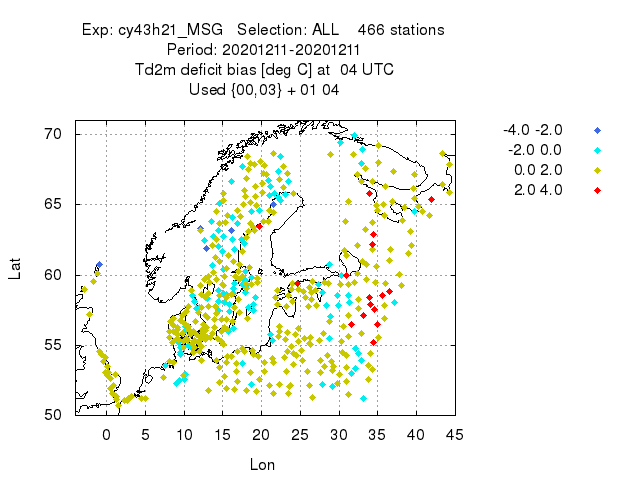 Exp: cy43h21_MSG   Selection: ALL    466 stations
Period: 20201211-20201211
Td2m deficit bias [deg C] at  04 UTC
Used {00,03} + 01 04
-4.0 -2.0
-2.0 0.0
0.0 2.0
2.0 4.0
70
65
60
55
50
Lat
0 5 10 15 20 25 30 35 40 45
Lon